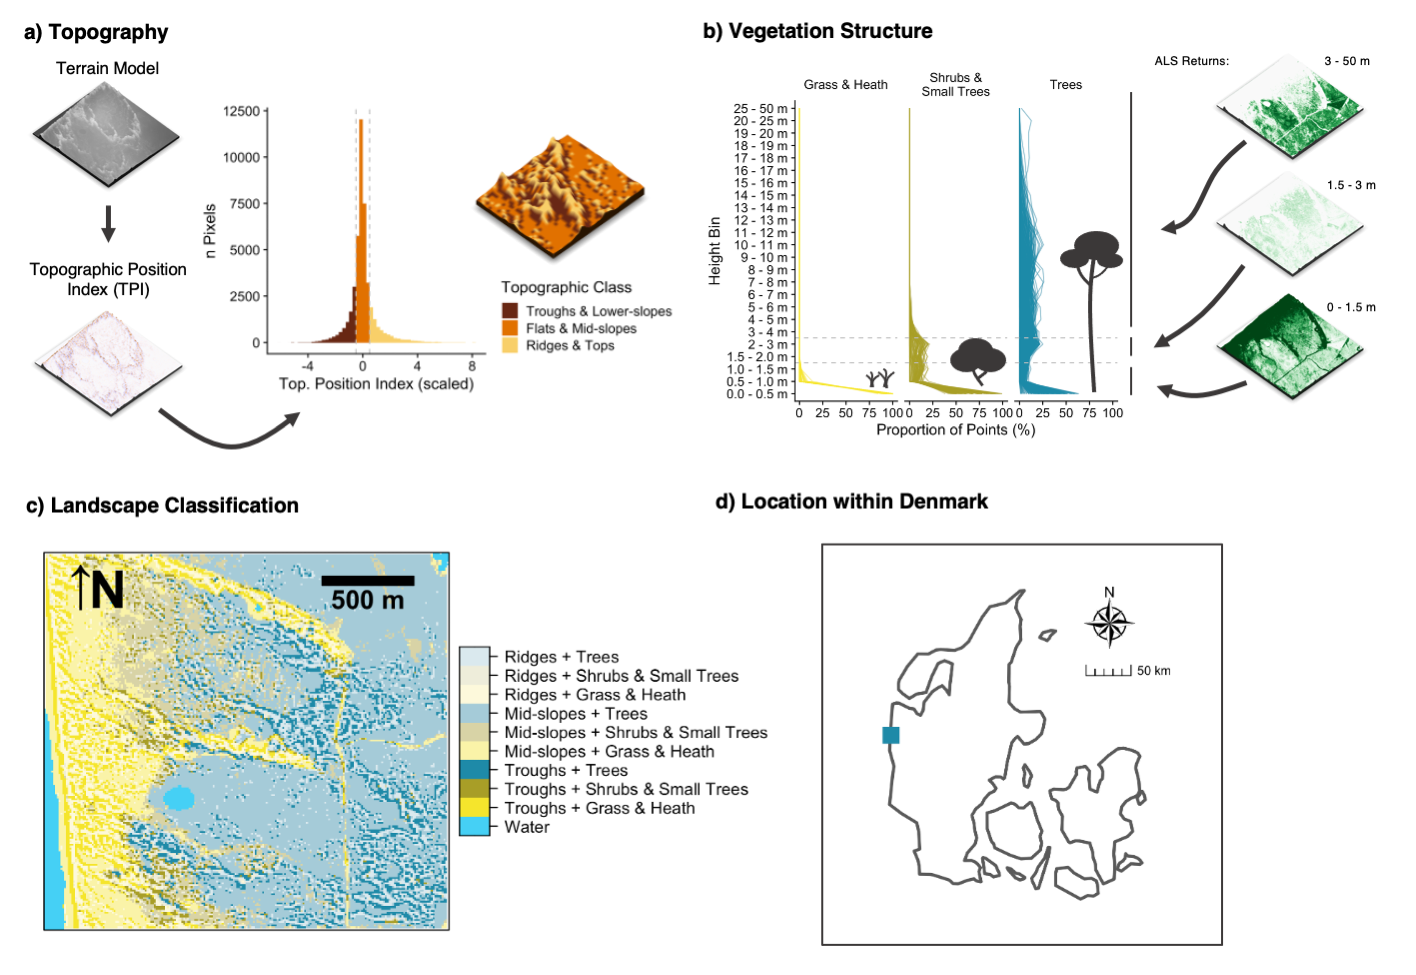 a) Topography
Terrain Model
Topographic Position
Index (TPI)
n Pixels
12500
10000
7500
5000
2500
0
-4 0 4 8
Top. Position Index (scaled)
Topographic Class
Troughs & Lower-slopes
Flats & Mid-slopes
Ridges & Tops
b) Vegetation Structure
ALS Returns:
3 - 50 m
1.5 - 3 m
0 - 1.5 m
Grass & Heath
Shrubs &
Small Trees
Trees
Height Bin
25 - 50 m
20 - 25 m
19 - 20 m
18 - 19 m
17 - 18 m
16 - 17 m
15 - 16 m
14 - 15 m
13 - 14 m
12 - 13 m
11 - 12 m
10 - 11 m
9 - 10 m
8 - 9 m
7 - 8 m
6 - 7 m
5 - 6 m
4 - 5 m
3 - 4 m
2 - 3 m
1.5 - 2.0 m
1.0 - 1.5 m
0.5 - 1.0 m
0.0 - 0.5 m
0 25 50 75 100 0 25 50 75 100 0 25 50 75 100
Proportion of Points (%)
c) Landscape Classification
N
500 m
Ridges + Trees
Ridges + Shrubs & Small Trees
Ridges + Grass & Heath
Mid-slopes + Trees
Mid-slopes + Shrubs & Small Trees
Mid-slopes + Grass & Heath
Troughs + Trees
Troughs + Shrubs & Small Trees
Troughs + Grass & Heath
Water
d) Location within Denmark
N
50 km